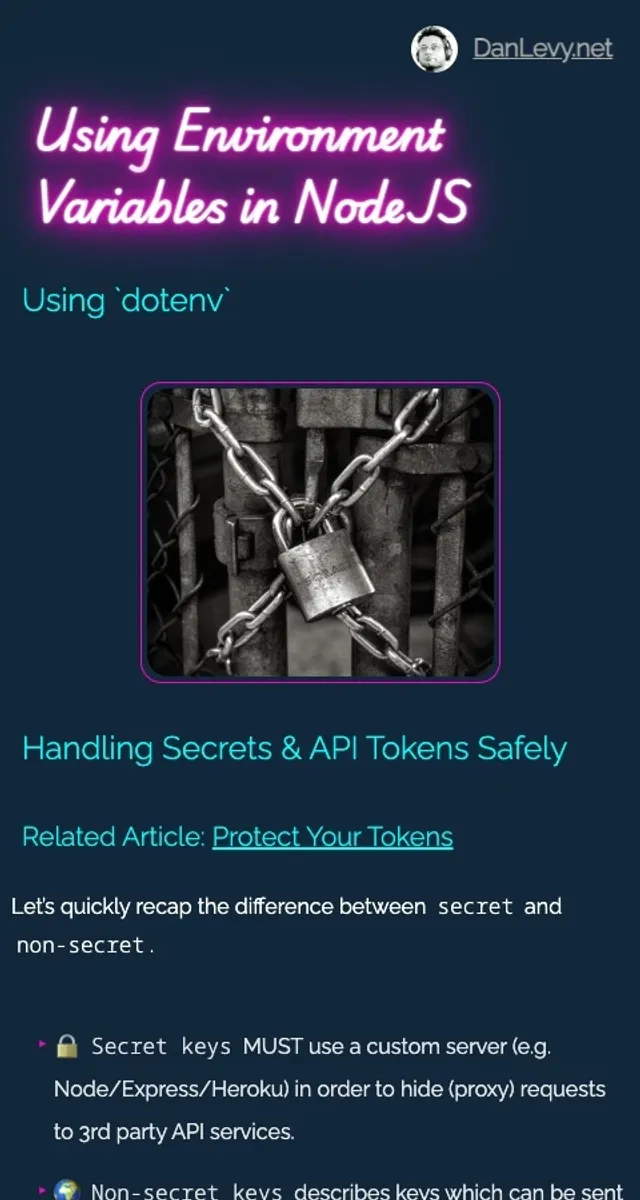 DanLevy.net
Using Environment
Variables in NodeJS
Using `dotenv`
Handling Secrets & API Tokens Safely
Related Article: Protect Your Tokens
Let's quickly recap the difference between secret and
non-secret.
🔒 Secret keys MUST use a custom server (e.g.
Node/Express/Heroku) in order to hide (proxy) requests
to 3rd party API services.
🌍 Non-secret keys describes keys which can be sent